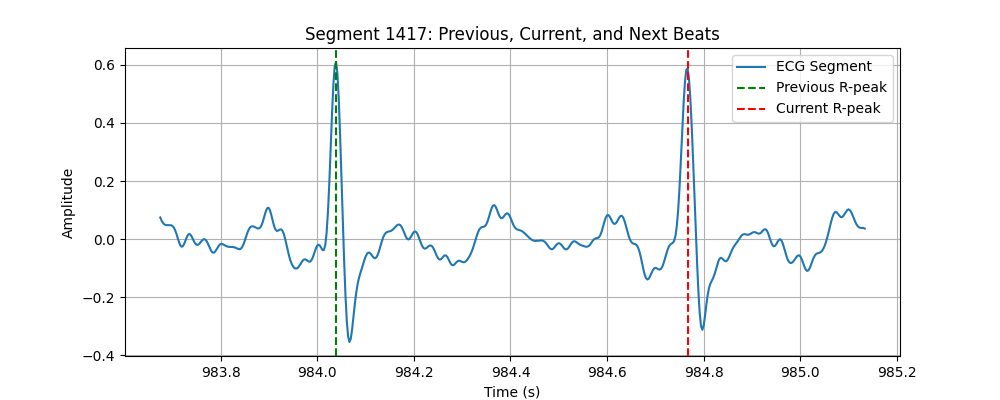 Segment 1417: Previous, Current, and Next Beats
ECG Segment
Previous R-peak
Current R-peak
Amplitude
0.6
0.4
0.2
0.0
−0.2
−0.4
983.8 984.0 984.2 984.4 984.6 984.8 985.0 985.2
Time (s)